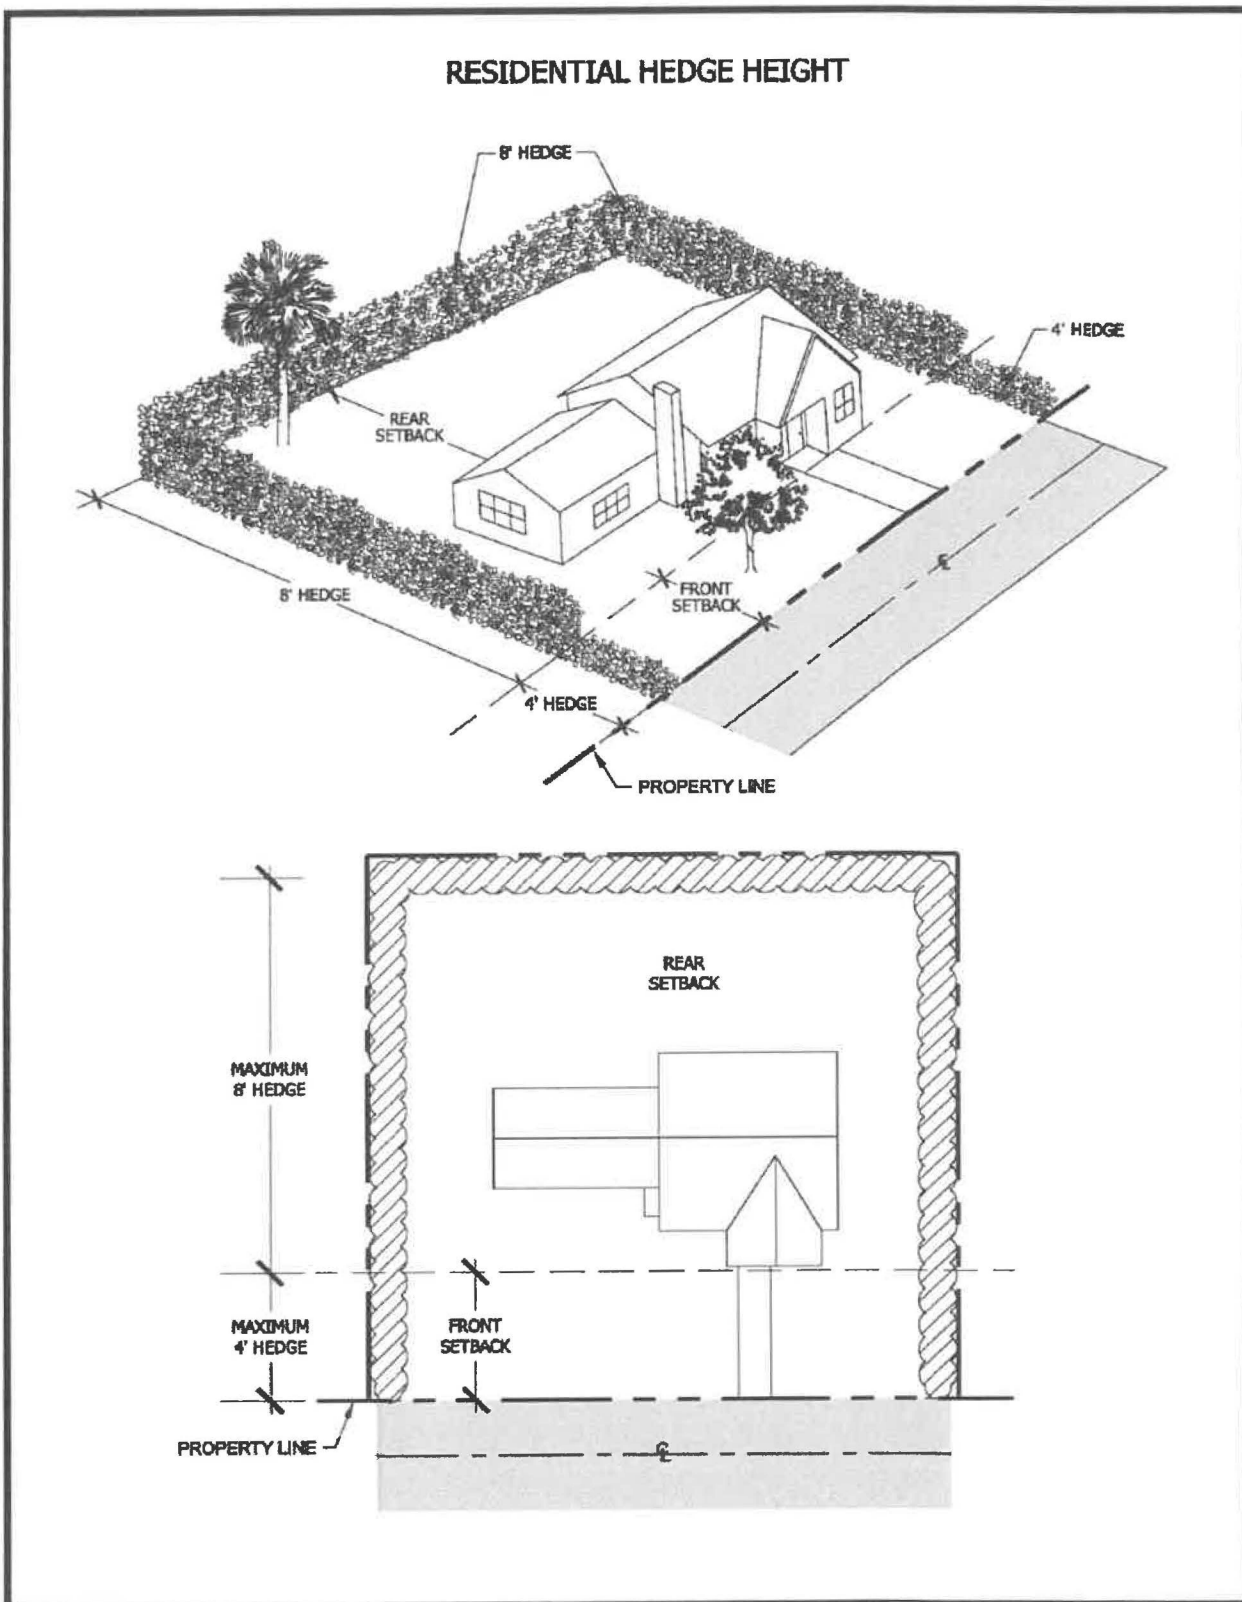 RESIDENTIAL HEDGE HEIGHT
8' HEDGE
4' HEDGE
REAR
SETBACK
8' HEDGE
FRONT
SETBACK
℄
4' HEDGE
PROPERTY LINE
REAR
SETBACK
MAXIMUM
8' HEDGE
MAXIMUM
4' HEDGE
FRONT
SETBACK
PROPERTY LINE
℄